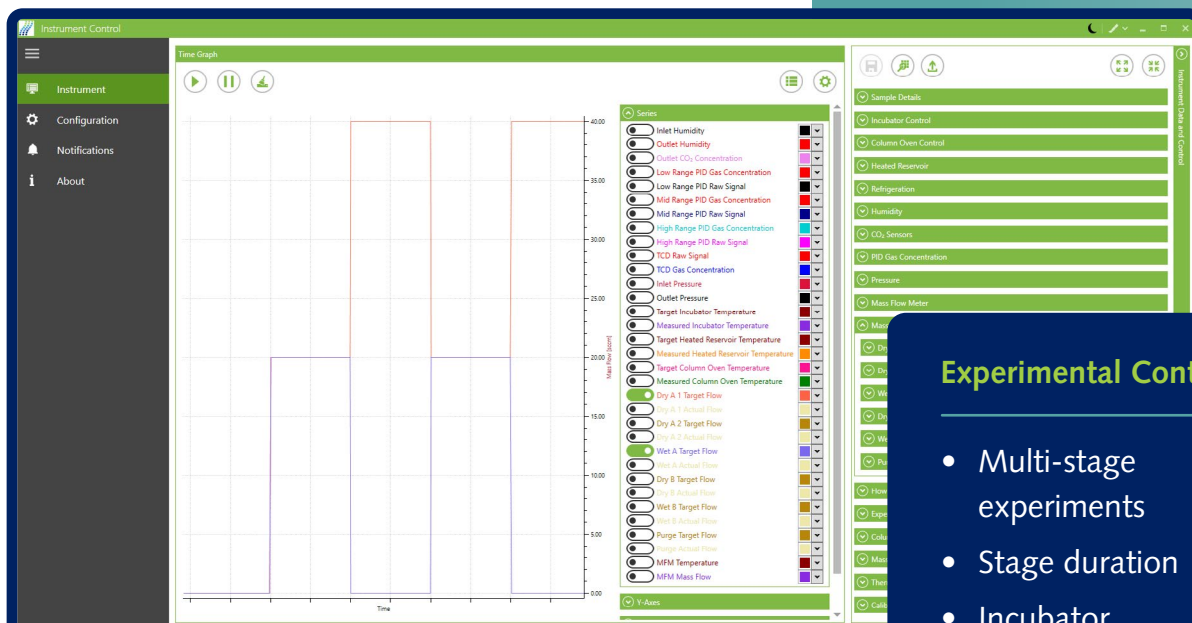 Instrument Control
Instrument
Configuration
Notifications
About
Time Graph
40.00
35.00
30.00
25.00
20.00
15.00
10.00
5.00
0.00
Mass Flow [sccm]
Time
Series
Inlet Humidity
Outlet Humidity
Outlet CO₂ Concentration
Low Range PID Gas Concentration
Low Range PID Raw Signal
Mid Range PID Gas Concentration
Mid Range PID Raw Signal
High Range PID Gas Concentration
High Range PID Raw Signal
TCD Raw Signal
TCD Gas Concentration
Inlet Pressure
Outlet Pressure
Target Incubator Temperature
Measured Incubator Temperature
Target Heated Reservoir Temperature
Measured Heated Reservoir Temperature
Target Column Oven Temperature
Measured Column Oven Temperature
Dry A 1 Target Flow
Dry A 1 Actual Flow
Dry A 2 Target Flow
Dry A 2 Actual Flow
Wet A Target Flow
Wet A Actual Flow
Dry B Target Flow
Dry B Actual Flow
Wet B Target Flow
Wet B Actual Flow
Purge Target Flow
Purge Actual Flow
MFM Temperature
MFM Mass Flow
Y-Axes
Sample Details
Incubator Control
Column Oven Control
Heated Reservoir
Refrigeration
Humidity
CO₂ Sensors
PID Gas Concentration
Pressure
Mass Flow Meter
Mass
Instrument Data and Control
Experimental Cont
• Multi-stage
experiments
• Stage duration
• Incubator